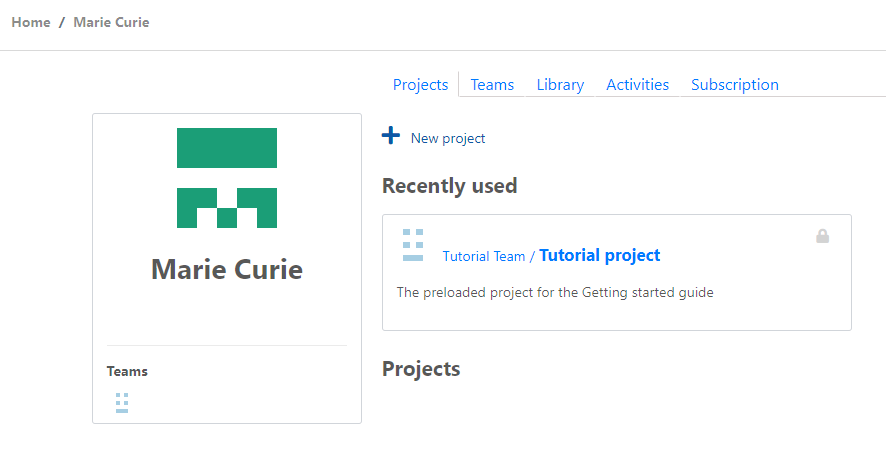 Home / Marie Curie
Projects Teams Library Activities Subscription
Marie Curie
Teams
New project
Recently used
Tutorial Team / Tutorial project
The preloaded project for the Getting started guide
Projects